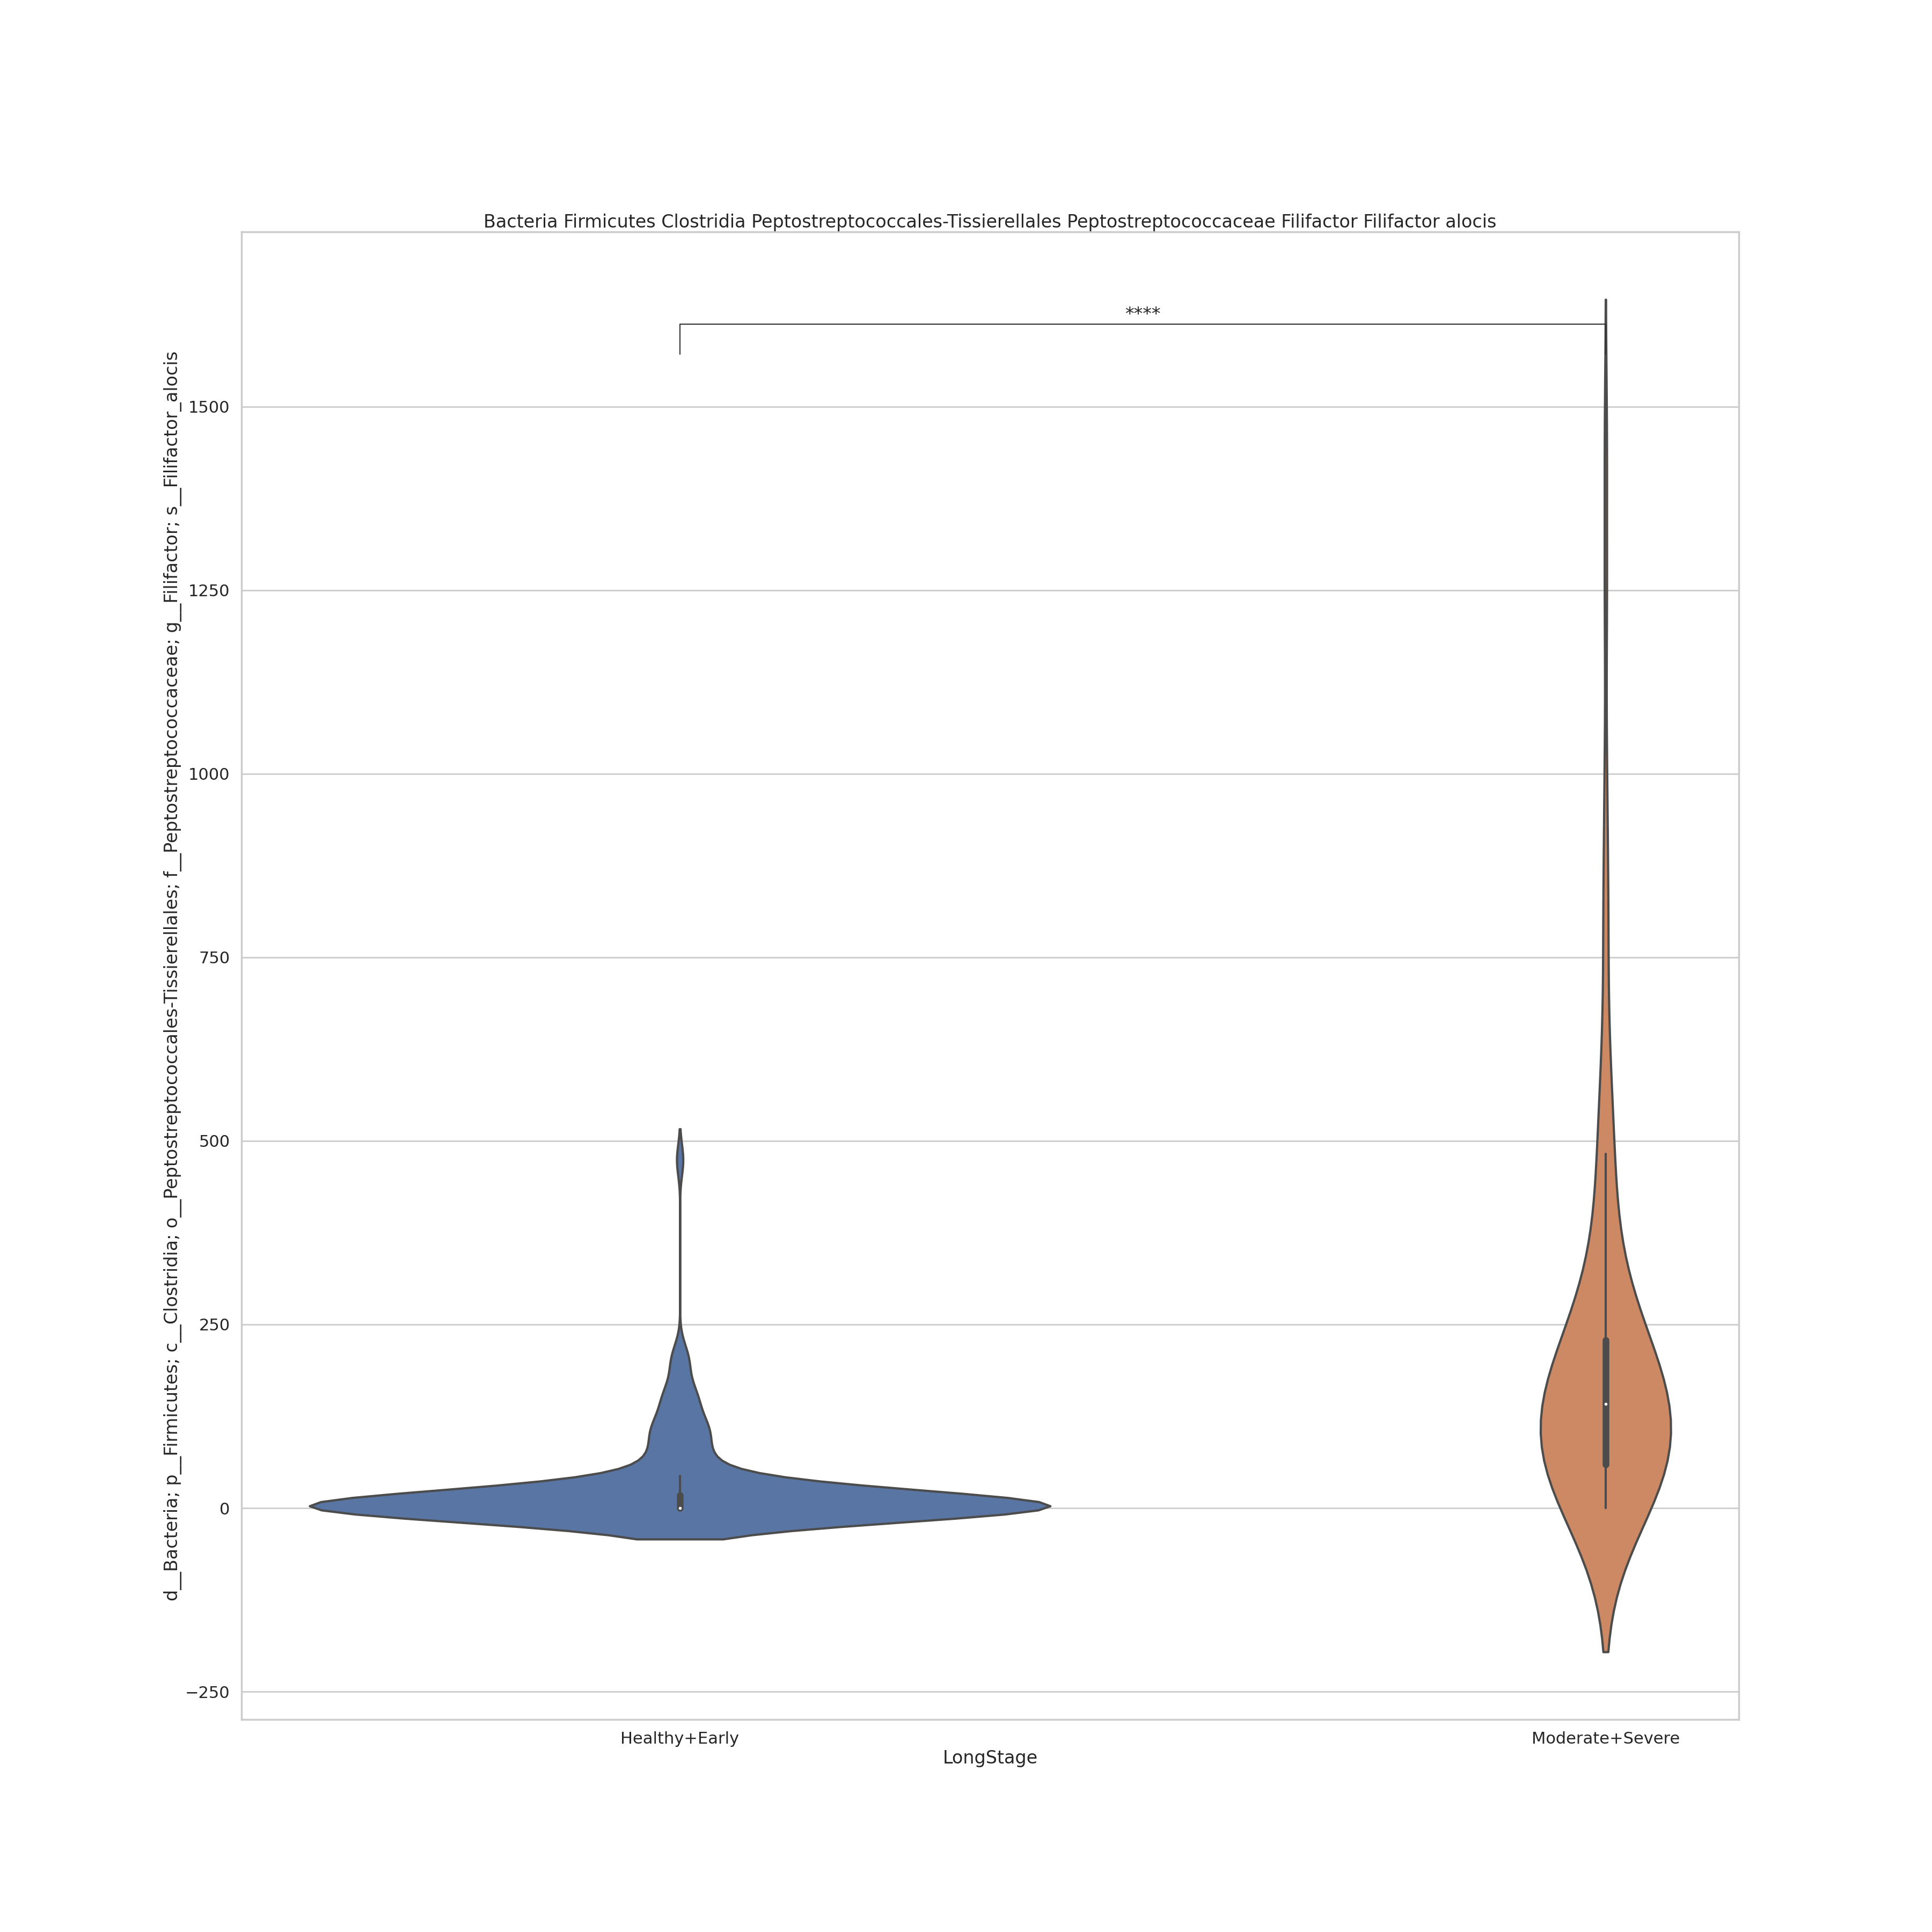 Bacteria Firmicutes Clostridia Peptostreptococcales-Tissierellales Peptostreptococcaceae Filifactor Filifactor alocis
****
d__Bacteria; p__Firmicutes; c__Clostridia; o__Peptostreptococcales-Tissierellales; f__Peptostreptococcaceae; g__Filifactor; s__Filifactor_alocis
1500
1250
1000
750
500
250
0
−250
Healthy+Early
Moderate+Severe
LongStage